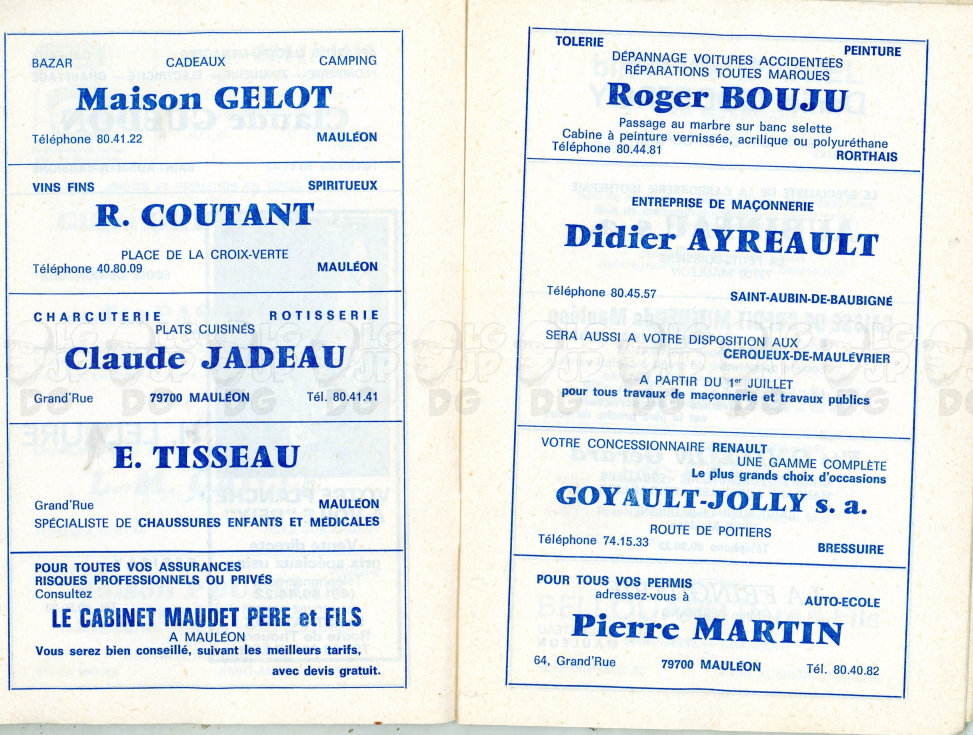 BAZAR CADEAUX CAMPING
Maison GELOT
Téléphone 80.41.22 MAULÉON
VINS FINS SPIRITUEUX
R. COUTANT
PLACE DE LA CROIX-VERTE
Téléphone 40.80.09 MAULÉON
CHARCUTERIE ROTISSERIE
PLATS CUISINÉS
Claude JADEAU
Grand'Rue 79700 MAULÉON Tél. 80.41.41
E. TISSEAU
Grand'Rue MAULÉON
SPÉCIALISTE DE CHAUSSURES ENFANTS ET MÉDICALES
POUR TOUTES VOS ASSURANCES
RISQUES PROFESSIONNELS OU PRIVÉS
Consultez
LE CABINET MAUDET PERE et FILS
A MAULÉON
Vous serez bien conseillé, suivant les meilleurs tarifs,
avec devis gratuit.
TOLERIE PEINTURE
DÉPANNAGE VOITURES ACCIDENTÉES
RÉPARATIONS TOUTES MARQUES
Roger BOUJU
Passage au marbre sur banc selette
Cabine à peinture vernissée, acrilique ou polyuréthane
Téléphone 80.44.81 RORTHAIS
ENTREPRISE DE MAÇONNERIE
Didier AYREAULT
Téléphone 80.45.57 SAINT-AUBIN-DE-BAUBIGNÉ
SERA AUSSI A VOTRE DISPOSITION AUX
CERQUEUX-DE-MAULÉVRIER
A PARTIR DU 1er JUILLET
pour tous travaux de maçonnerie et travaux publics
VOTRE CONCESSIONNAIRE RENAULT
UNE GAMME COMPLÈTE
Le plus grands choix d'occasions
GOYAULT-JOLLY s. a.
ROUTE DE POITIERS
Téléphone 74.15.33 BRESSUIRE
POUR TOUS VOS PERMIS
adressez-vous à AUTO-ECOLE
Pierre MARTIN
64, Grand'Rue 79700 MAULÉON Tél. 80.40.82